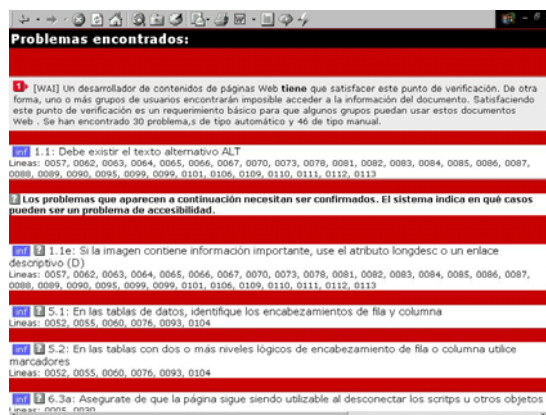 Problemas encontrados:
1 [WAI] Un desarrollador de contenidos de páginas Web tiene que satisfacer este punto de verificación. De otra
forma, uno o más grupos de usuarios encontrarán imposible acceder a la información del documento. Satisfaciendo
este punto de verificación es un requerimiento básico para que algunos grupos puedan usar estos documentos
Web . Se han encontrado 30 problema,s de tipo automático y 46 de tipo manual.
inf 1.1: Debe existir el texto alternativo ALT
Lineas: 0057, 0062, 0063, 0064, 0065, 0066, 0067, 0070, 0073, 0078, 0081, 0082, 0083, 0084, 0085, 0086, 0087,
0088, 0089, 0090, 0095, 0099, 0099, 0101, 0106, 0109, 0110, 0111, 0112, 0113
? Los problemas que aparecen a continuación necesitan ser confirmados. El sistema indica en qué casos
pueden ser un problema de accesibilidad.
inf ? 1.1e: Si la imagen contiene información importante, use el atributo longdesc o un enlace
descriptivo (D)
Lineas: 0057, 0062, 0063, 0064, 0065, 0066, 0067, 0070, 0073, 0078, 0081, 0082, 0083, 0084, 0085, 0086, 0087,
0088, 0089, 0090, 0095, 0099, 0099, 0101, 0106, 0109, 0110, 0111, 0112, 0113
inf ? 5.1: En las tablas de datos, identifique los encabezamientos de fila y columna
Lineas: 0052, 0055, 0060, 0076, 0093, 0104
inf ? 5.2: En las tablas con dos o más niveles lógicos de encabezamiento de fila o columna utilice
marcadores
Lineas: 0052, 0055, 0060, 0076, 0093, 0104
inf ? 6.3a: Asegurate de que la página sigue siendo utilizable al desconectar los scritps u otros objetos
Lineas: 0005, 0030